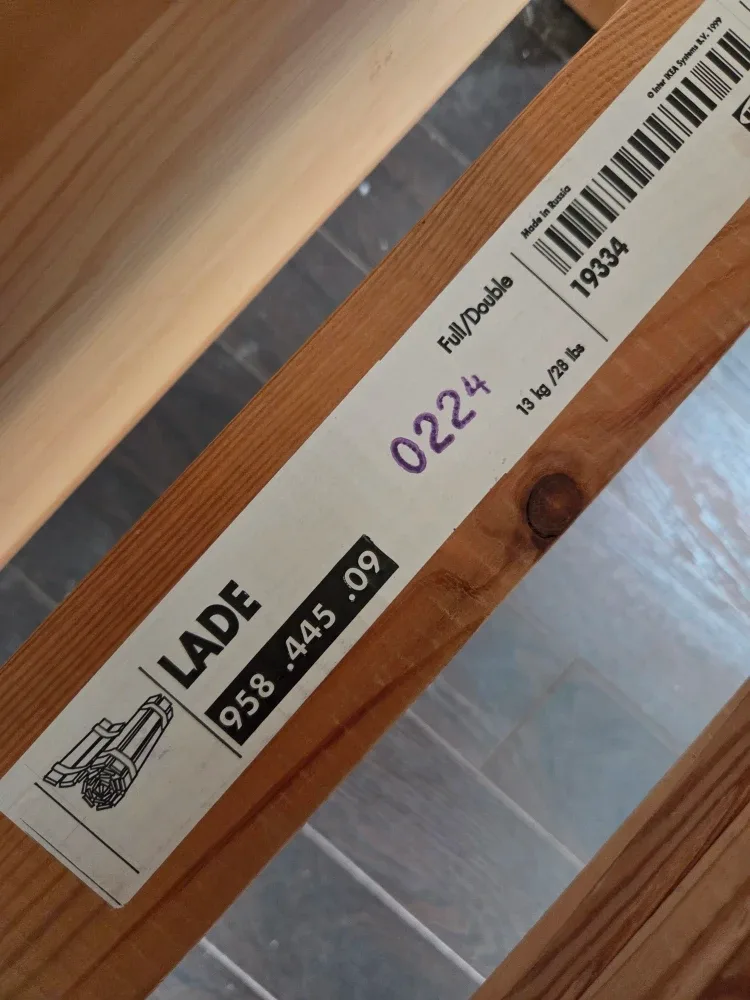 LADE
958 .445 .09
0224
Full/Double
13 kg /28 lbs
Made in Russia
19334
© Inter IKEA Systems B.V. 1999